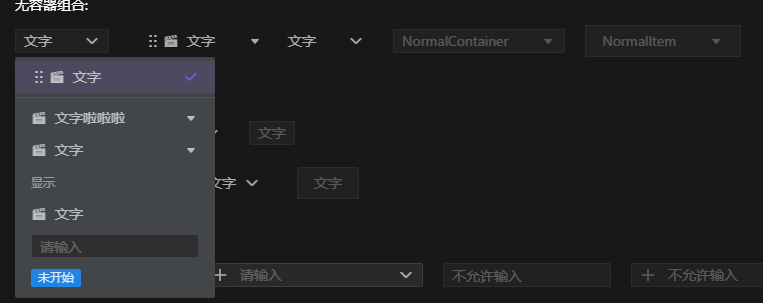 无容器组合:
文字 文字 文字 NormalContainer NormalItem
文字
文字啦啦啦
文字 文字
显示 文字 文字
文字
请输入
未开始 请输入 不允许输入 不允许输入